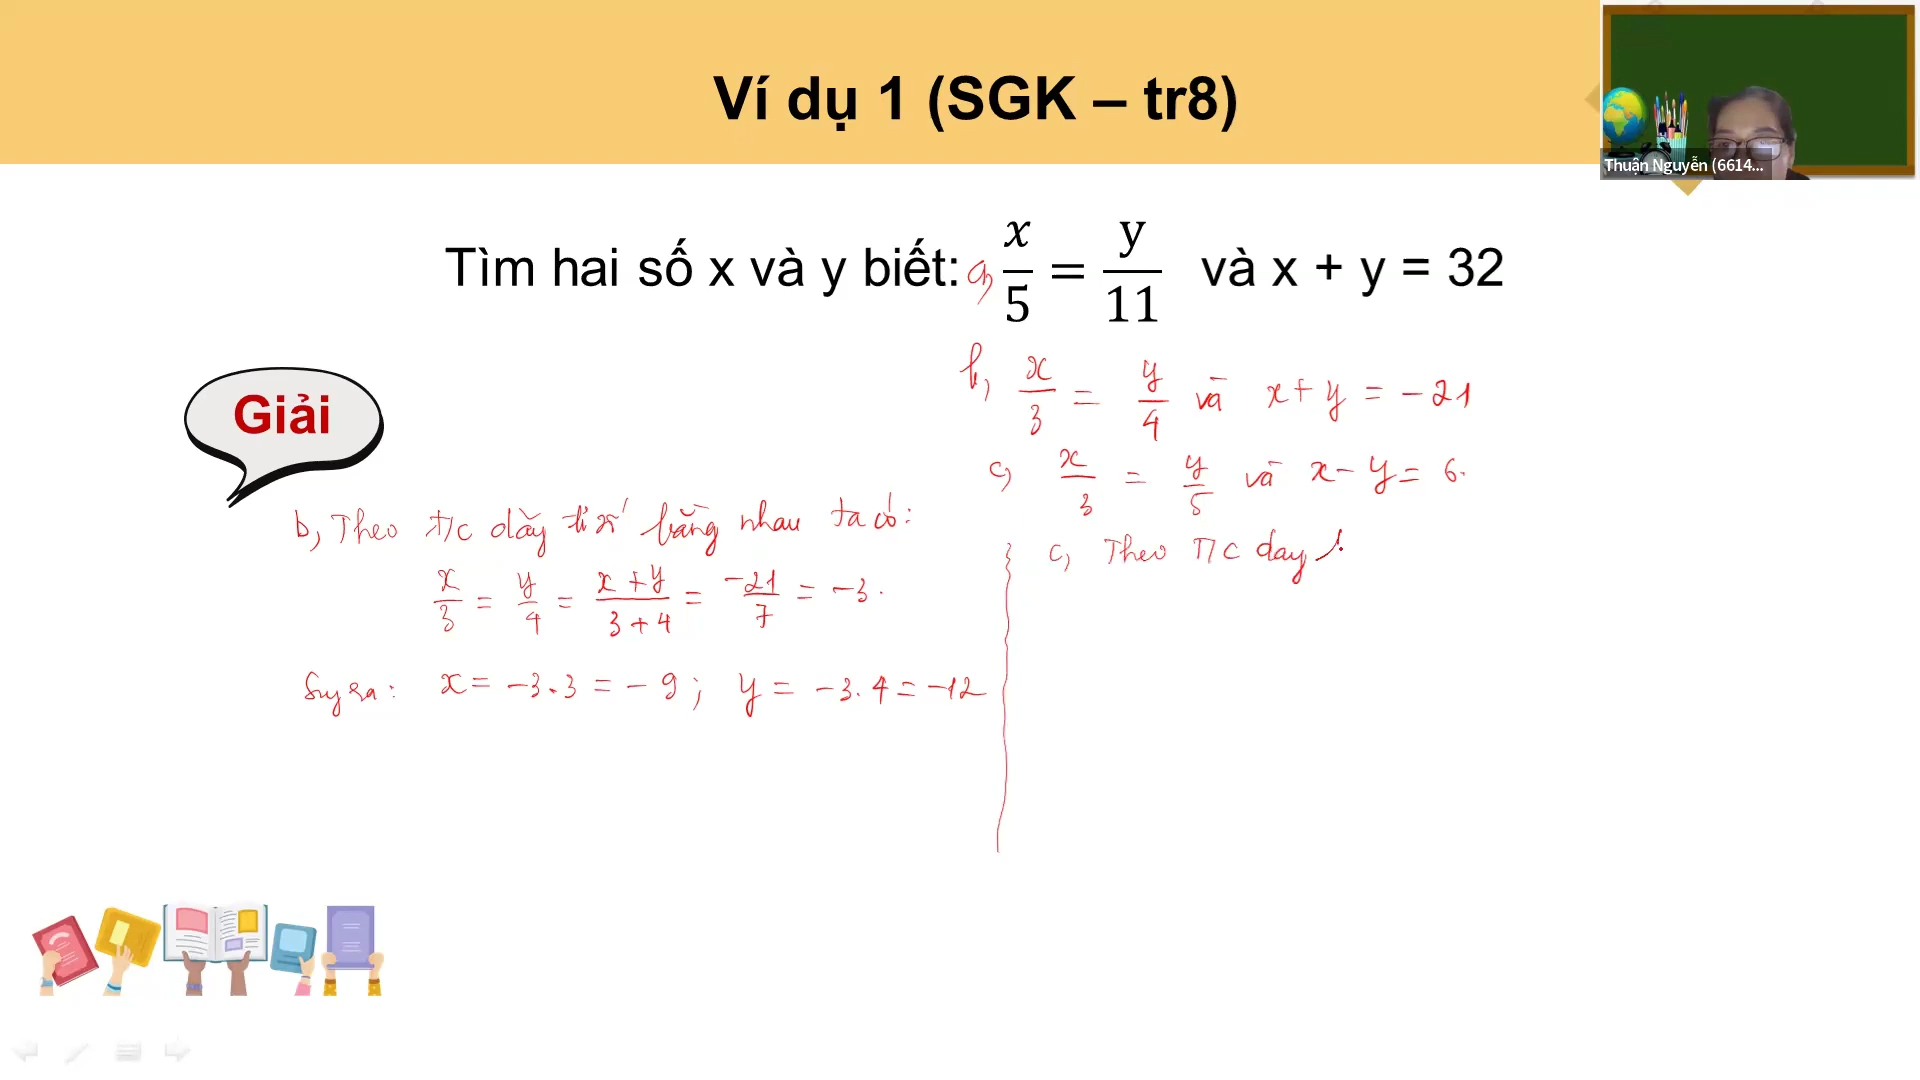 Ví dụ 1 (SGK – tr8)
Thuận Nguyễn (6614...
Tìm hai số x và y biết: a, x/5 = y/11 và x + y = 32
b, x/3 = y/4 và x + y = -21
c, x/3 = y/5 và x - y = 6.
Giải
b, Theo T/c dãy tỉ số bằng nhau ta có:
x/3 = y/4 = x + y/3 + 4 = -21/7 = -3.
Suy ra: x = -3.3 = -9; y = -3.4 = -12
c, Theo T/c day